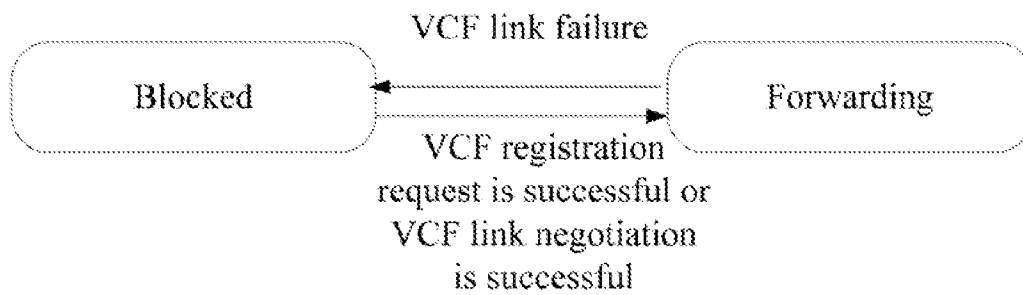 VCF link failure
Blocked
Forwarding
VCF registration
request is successful or
VCF link negotiation
is successful